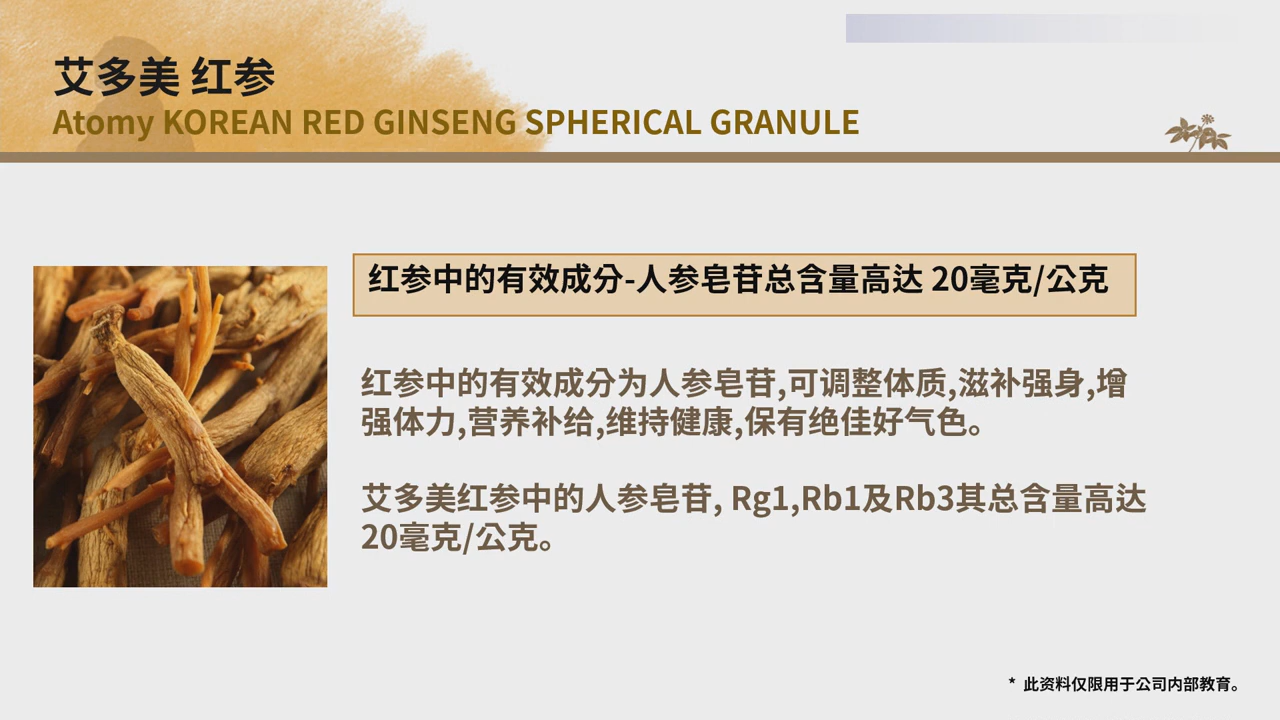 艾多美 红参
Atomy KOREAN RED GINSENG SPHERICAL GRANULE
红参中的有效成分-人参皂苷总含量高达 20毫克/公克
红参中的有效成分为人参皂苷,可调整体质,滋补强身,增
强体力,营养补给,维持健康,保有绝佳好气色。
艾多美红参中的人参皂苷, Rg1,Rb1及Rb3其总含量高达
20毫克/公克。
* 此资料仅限用于公司内部教育。